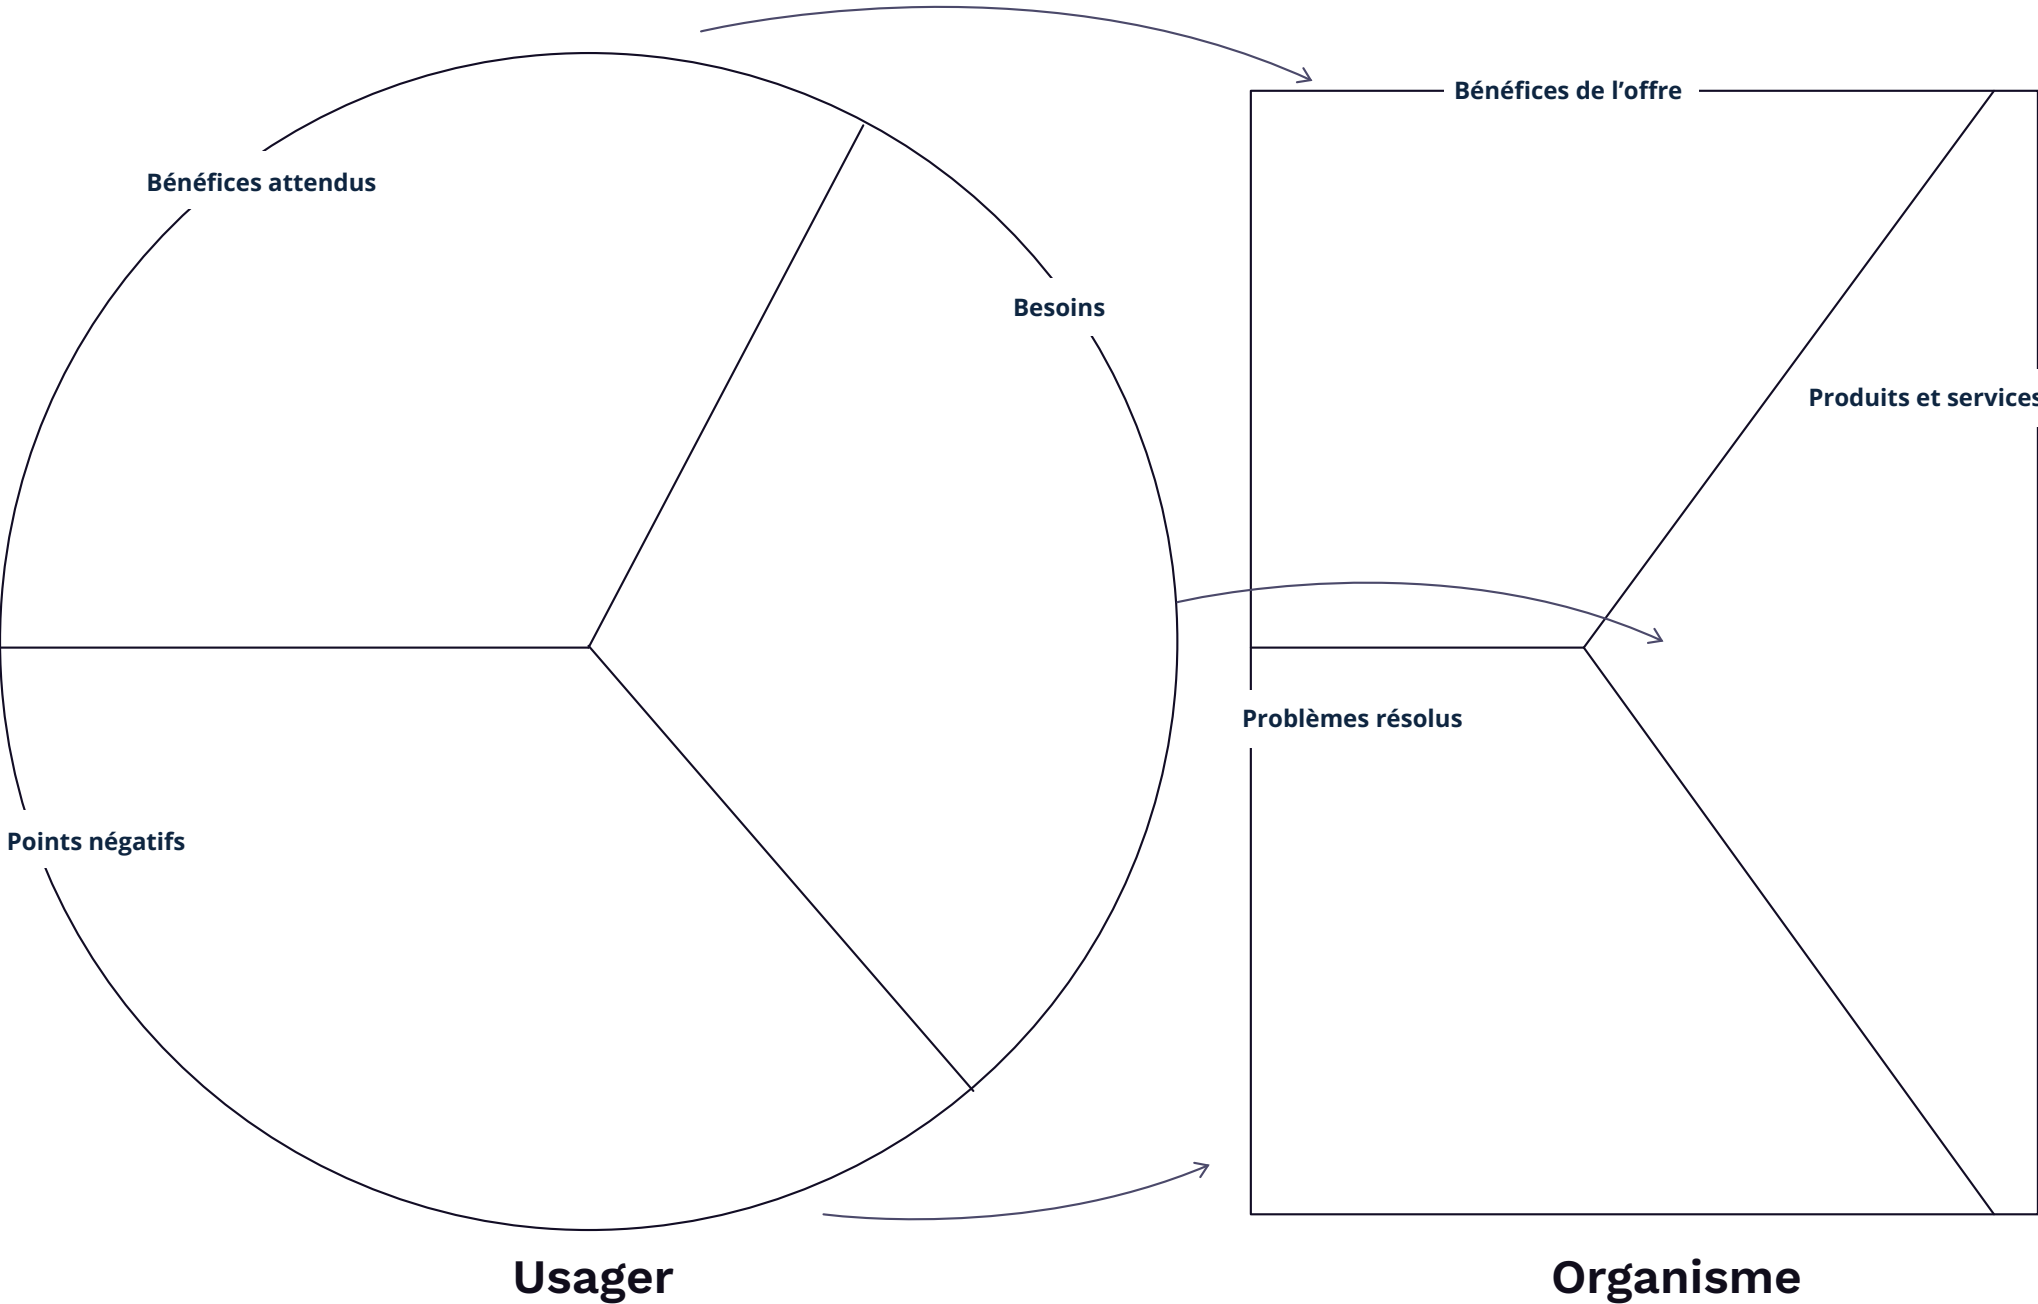 Bénéfices de l’offre
Bénéfices attendus
Besoins
Produits et services
Problèmes résolus
Points négatifs
Usager
Organisme